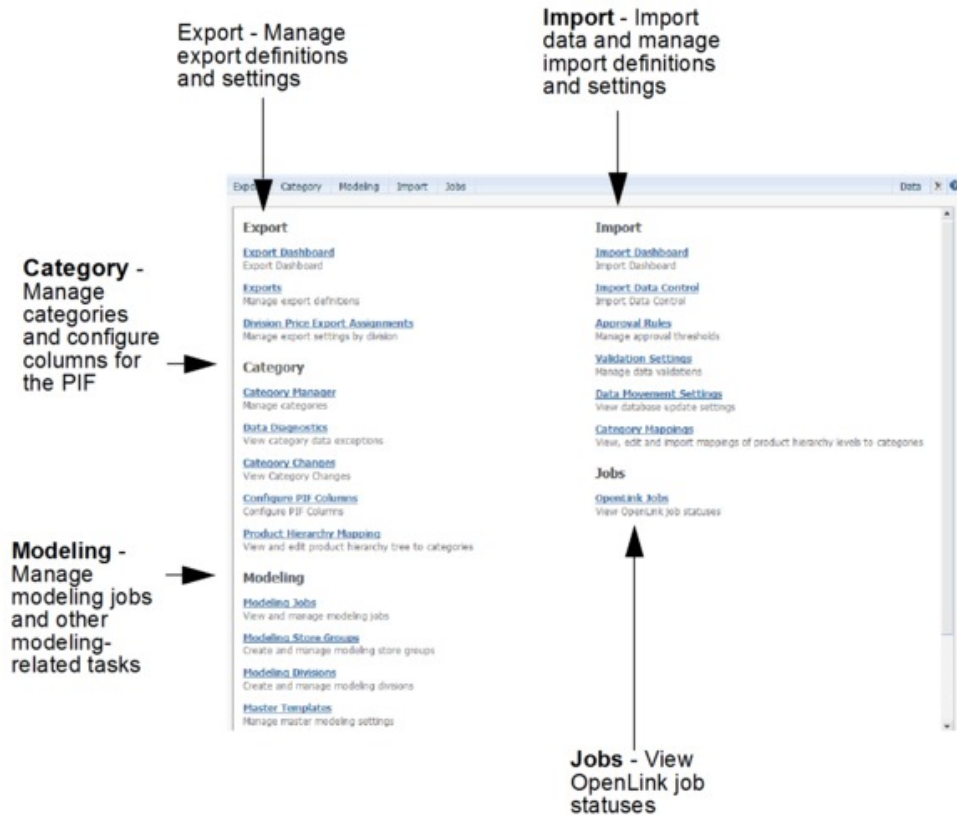 Export - Manage
export definitions
and settings
Import - Import
data and manage
import definitions
and settings
Category -
Manage
categories
and configure
columns for
the PIF
Modeling -
Manage
modeling jobs
and other
modeling-
related tasks
Category Modeling Import Jobs Data
Export
Export Dashboard
Export Dashboard
Exports
Manage export definitions
Division Price Export Assignments
Manage export settings by division
Category
Category Manager
Manage categories
Data Diagnostics
View category data exceptions
Category Changes
View Category Changes
Configure PIF Columns
Configure PIF Columns
Product Hierarchy Mapping
View and edit product hierarchy tree to categories
Modeling
Modeling Jobs
View and manage modeling jobs
Modeling Store Groups
Create and manage modeling store groups
Modeling Divisions
Create and manage modeling divisions
Master Templates
Manage master modeling settings
Import
Import Dashboard
Import Dashboard
Import Data Control
Import Data Control
Approval Rules
Manage approval thresholds
Validation Settings
Manage data validations
Data Movement Settings
View database update settings
Category Mappings
View, edit and import mappings of product hierarchy levels to categories
Jobs
OpenLink Jobs
View OpenLink job statuses
Jobs - View
OpenLink job
statuses